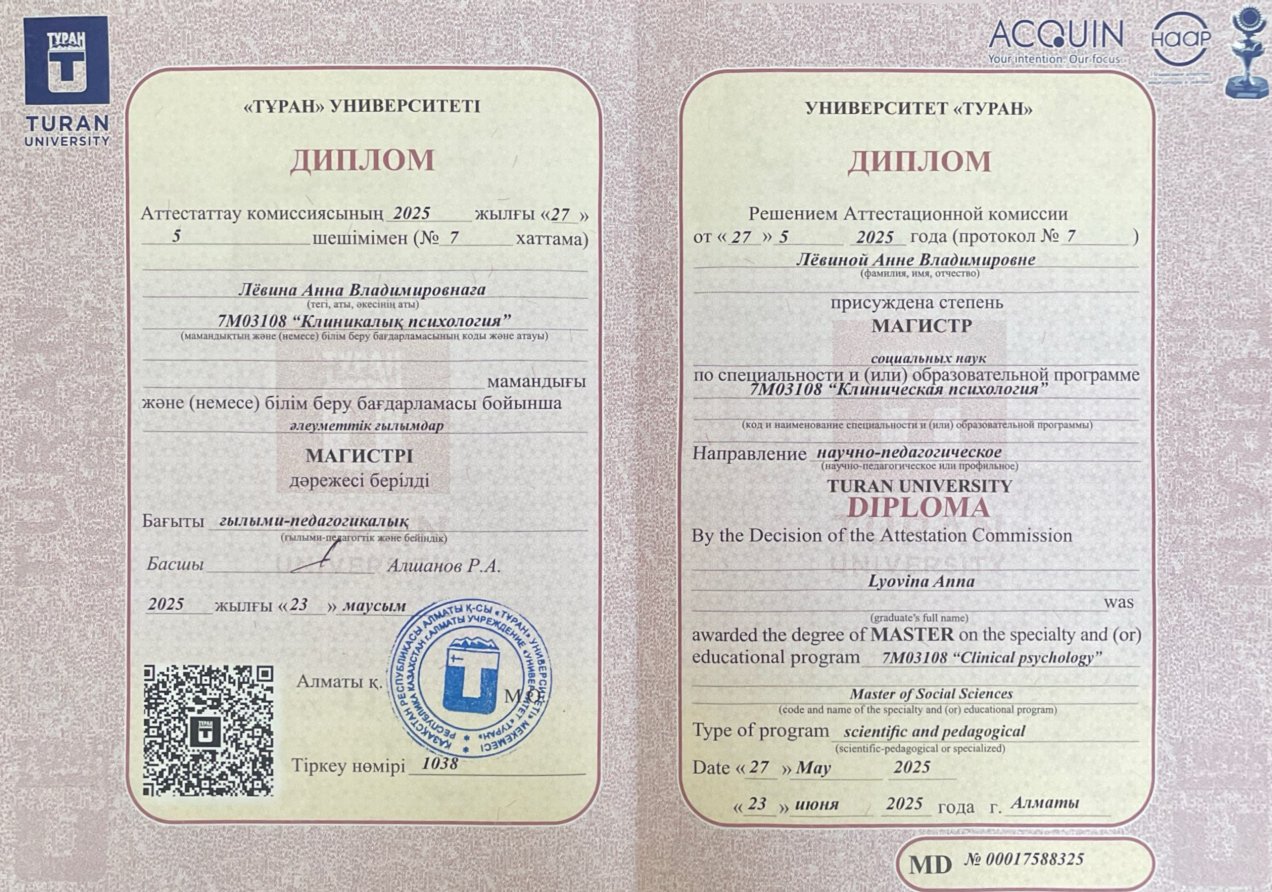 ТҰРАН
TURAN
UNIVERSITY
«ТҰРАН» УНИВЕРСИТЕТІ
ДИПЛОМ
Аттестаттау комиссиясының 2025 жылғы «27 »
5 шешімімен (№ 7 хаттама)
Лёвина Анна Владимировнаға
(тегі, аты, әкесінің аты)
7М03108 “Клиникалық психология”
(мамандықтың және (немесе) білім беру бағдарламасының коды және атауы)
мамандығы
және (немесе) білім беру бағдарламасы бойынша
әлеуметтік ғылымдар
МАГИСТРІ
дәрежесі берілді
Бағыты ғылыми-педагогикалық
(ғылыми-педагогтік және бейіндік)
Басшы Алшанов Р.А.
2025 жылғы «23 » маусым
Алматы қ.
М.О.
ҚАЗАҚСТАН РЕСПУБЛИКАСЫ АЛМАТЫ Қ-СЫ «ТҰРАН» УНИВЕРСИТЕТІ» МЕКЕМЕСІ
РЕСПУБЛИКА КАЗАХСТАН г.АЛМАТЫ УЧРЕЖДЕНИЕ «УНИВЕРСИТЕТ «ТУРАН»
ТҰРАН
Тіркеу нөмірі 1038
ACQUIN
Your intention. Our focus.
НААР
УНИВЕРСИТЕТ «ТУРАН»
ДИПЛОМ
Решением Аттестационной комиссии
от « 27 » 5 2025 года (протокол № 7 )
Лёвиной Анне Владимировне
(фамилия, имя, отчество)
присуждена степень
МАГИСТР
социальных наук
по специальности и (или) образовательной программе
7М03108 “Клиническая психология”
(код и наименование специальности и (или) образовательной программы)
Направление научно-педагогическое
(научно-педагогическое или профильное)
TURAN UNIVERSITY
DIPLOMA
By the Decision of the Attestation Commission
Lyovina Anna
was
(graduate's full name)
awarded the degree of MASTER on the specialty and (or)
educational program 7M03108 “Clinical psychology”
Master of Social Sciences
(code and name of the specialty and (or) educational program)
Type of program scientific and pedagogical
(scientific-pedagogical or specialized)
Date « 27 » May 2025
« 23 » июня 2025 года г. Алматы
MD № 00017588325